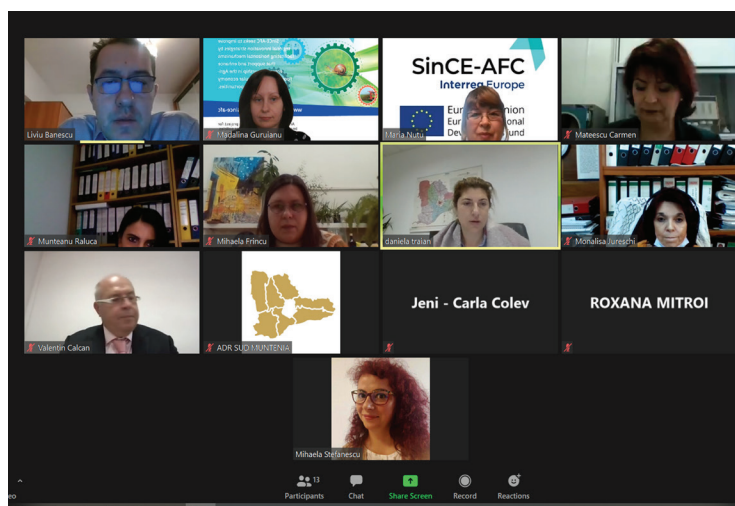 Liviu Banescu
Madalina Guruianu
SinCE-AFC
Interreg Europe
Maria Nutu
Mateescu Carmen
Munteanu Raluca
Mihaela Frincu
daniela traian
Monalisa Jureschi
Valentin Calcan
ADR SUD MUNTENIA
Jeni - Carla Colev
ROXANA MITROI
Mihaela Stefanescu
13
Participants
Chat
Share Screen
Record
Reactions